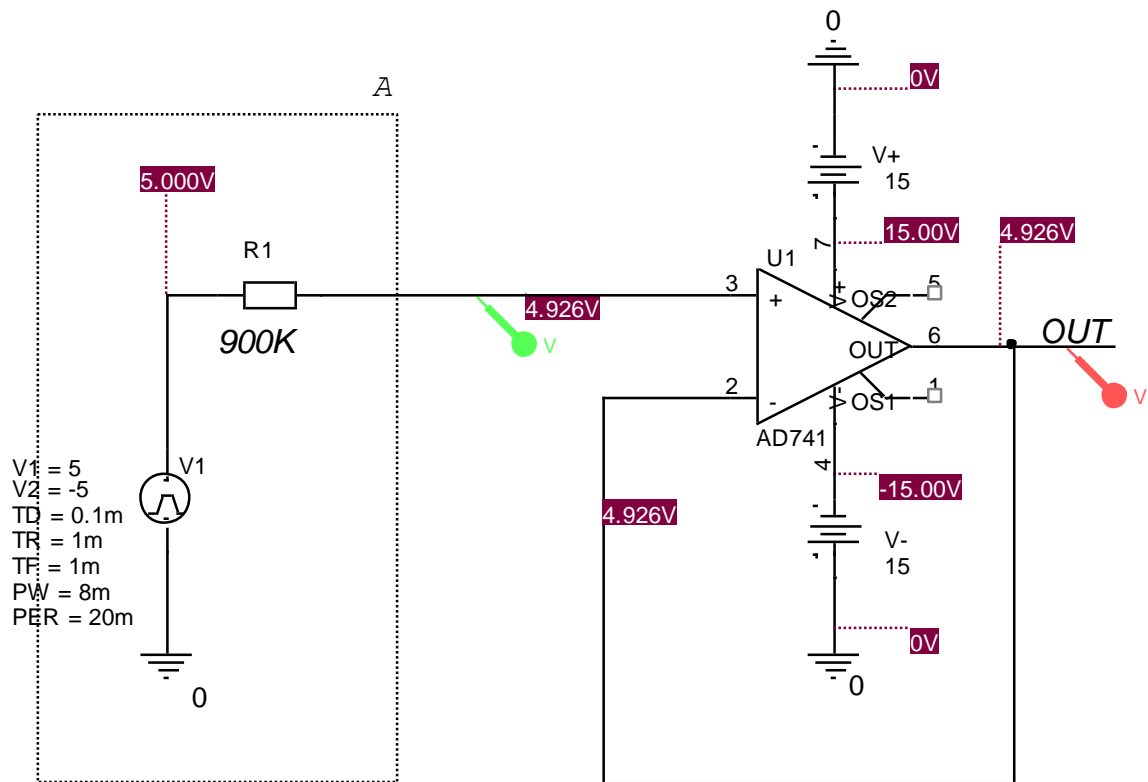 0
A
0V
V+
15
5.000V
R1
7
15.00V
4.926V
U1
3
+
V+
OS2
5
4.926V
V
900K
OUT
6
OUT
2
-
V-
OS1
1
V
AD741
4
V1 = 5
V2 = -5
TD = 0.1m
TR = 1m
TF = 1m
PW = 8m
PER = 20m
V1
-15.00V
4.926V
V-
15
0V
0
0